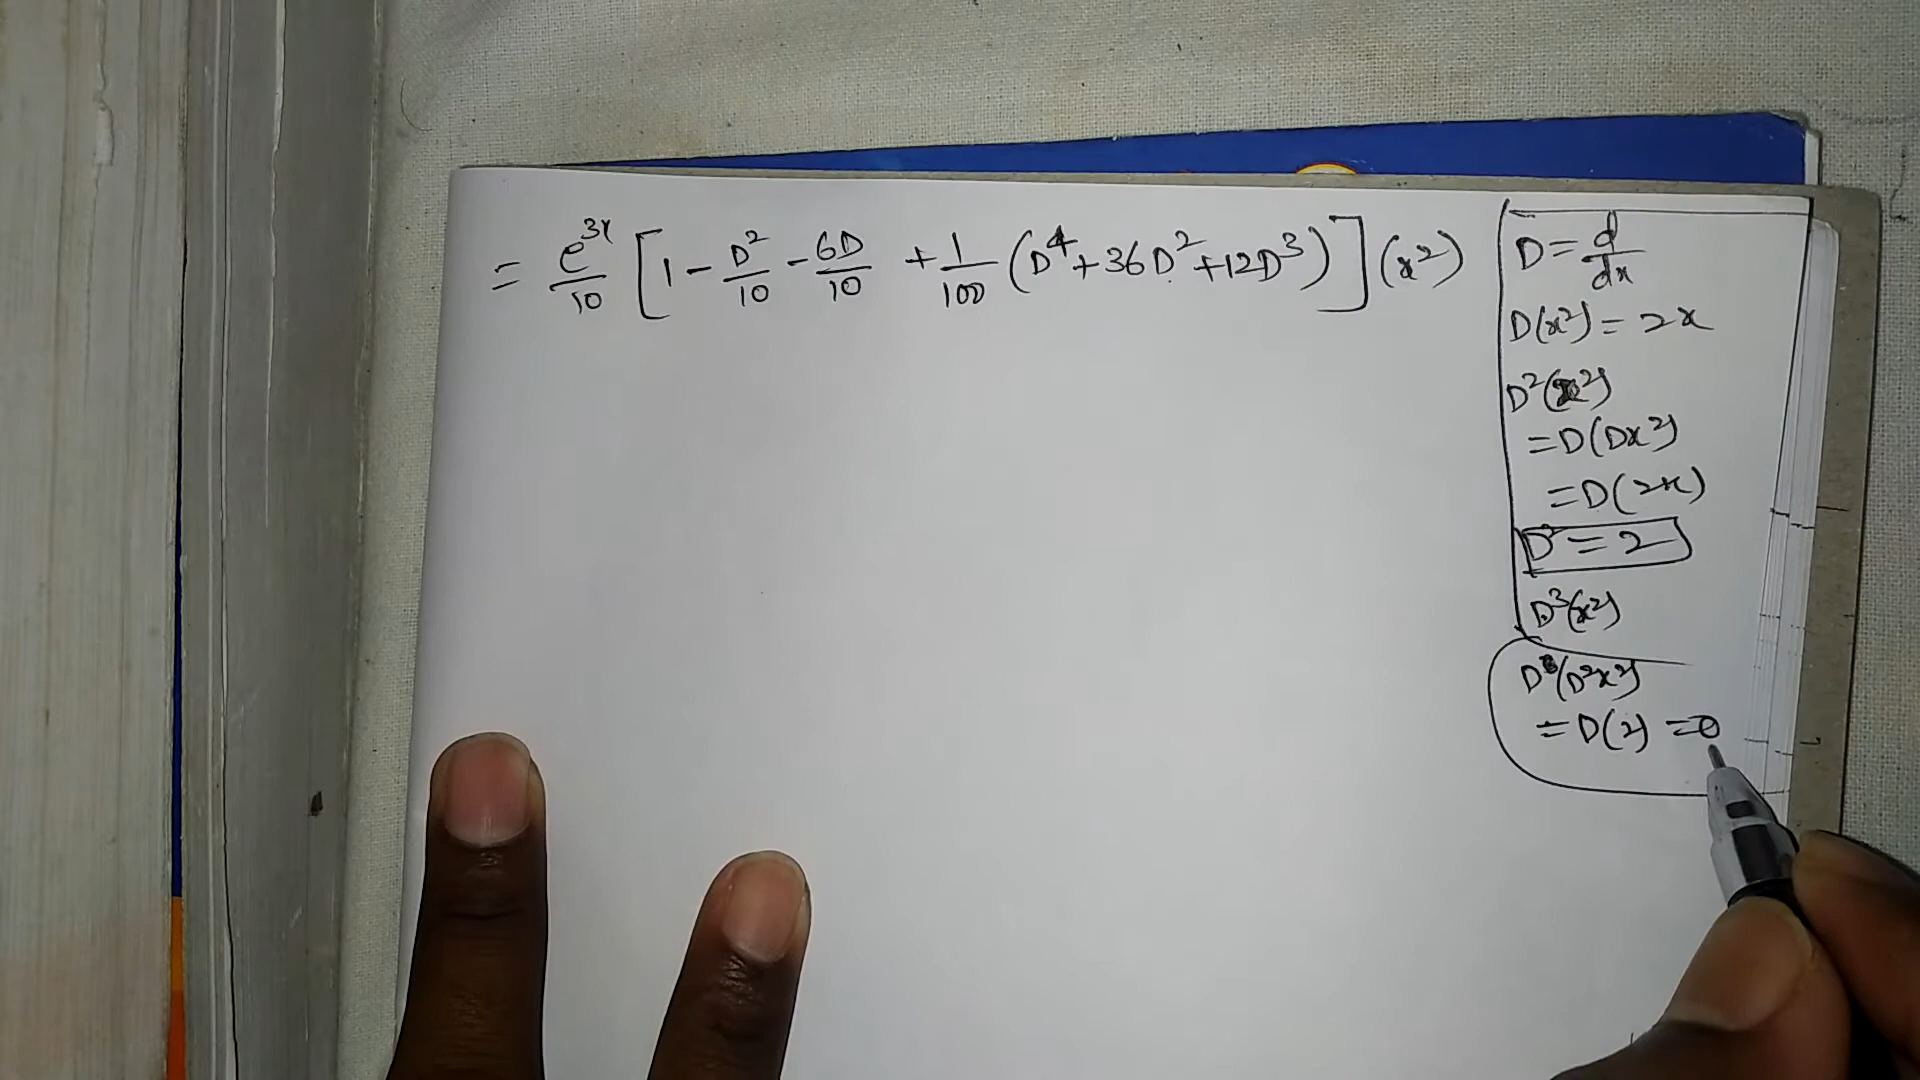 = e^{3x}/10 [1 - D²/10 - 6D/10 + 1/100 (D⁴ + 36D² + 12D³)] (x²)
D = d/dx
D(x²) = 2x
D²(x²)
= D(Dx²)
= D(2x)
D² = 2
D³(x²)
D(D²x²)
= D(2) = 0